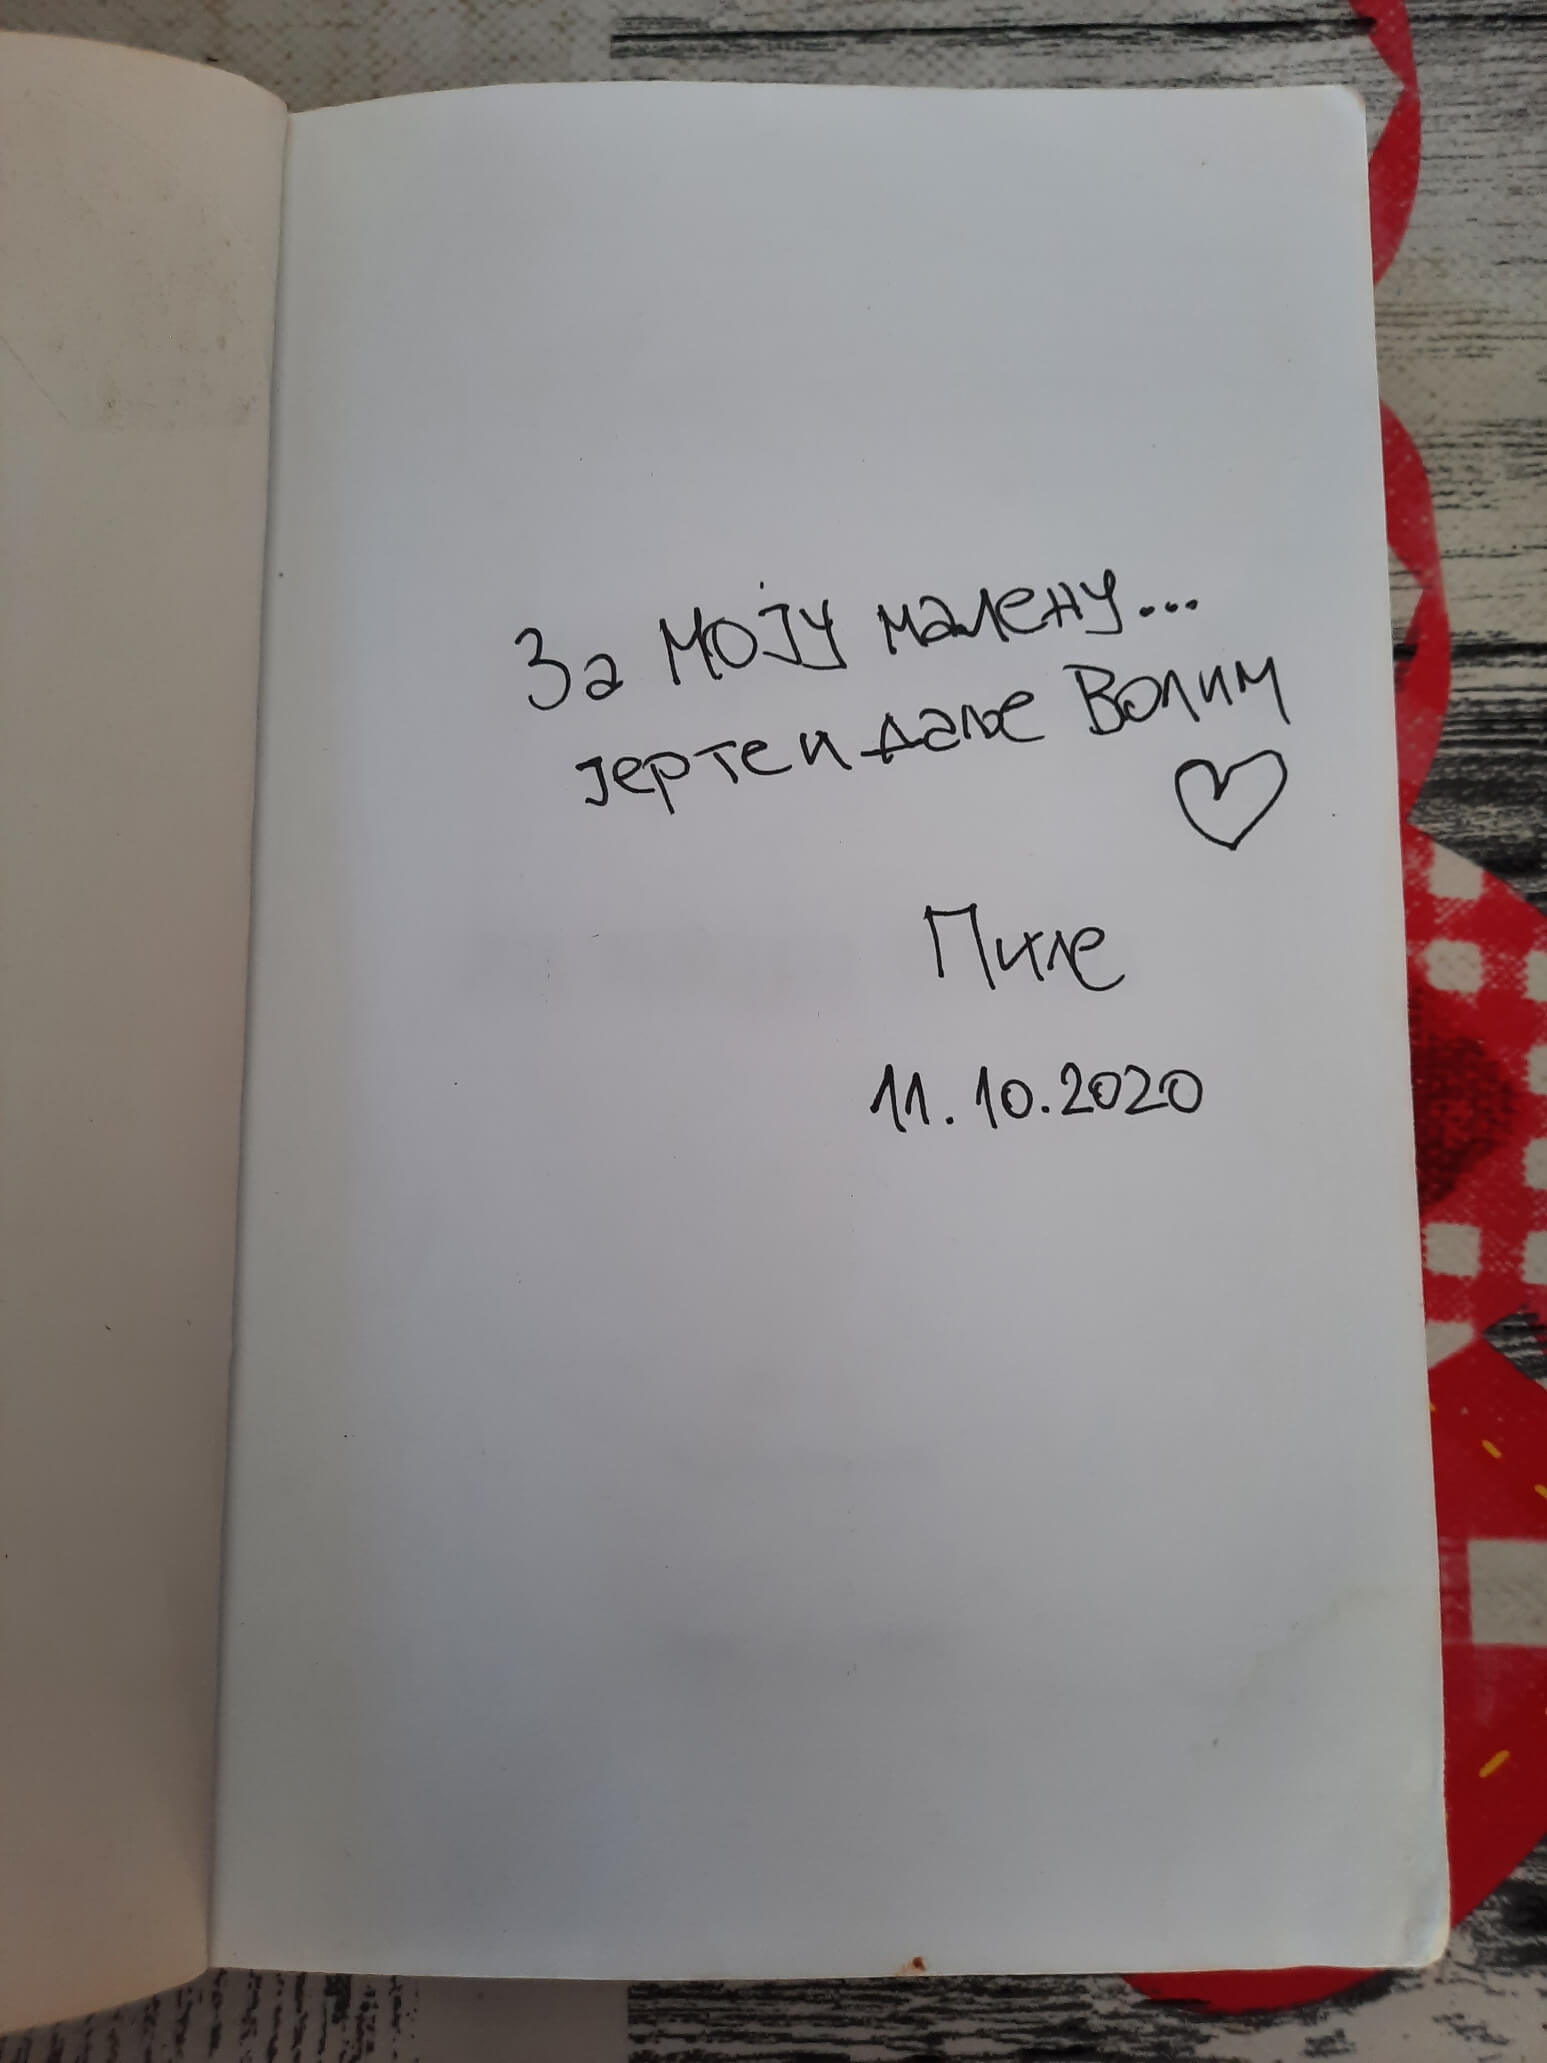 За Моју малену...
јер те и даље Волим
Пиле
11.10.2020